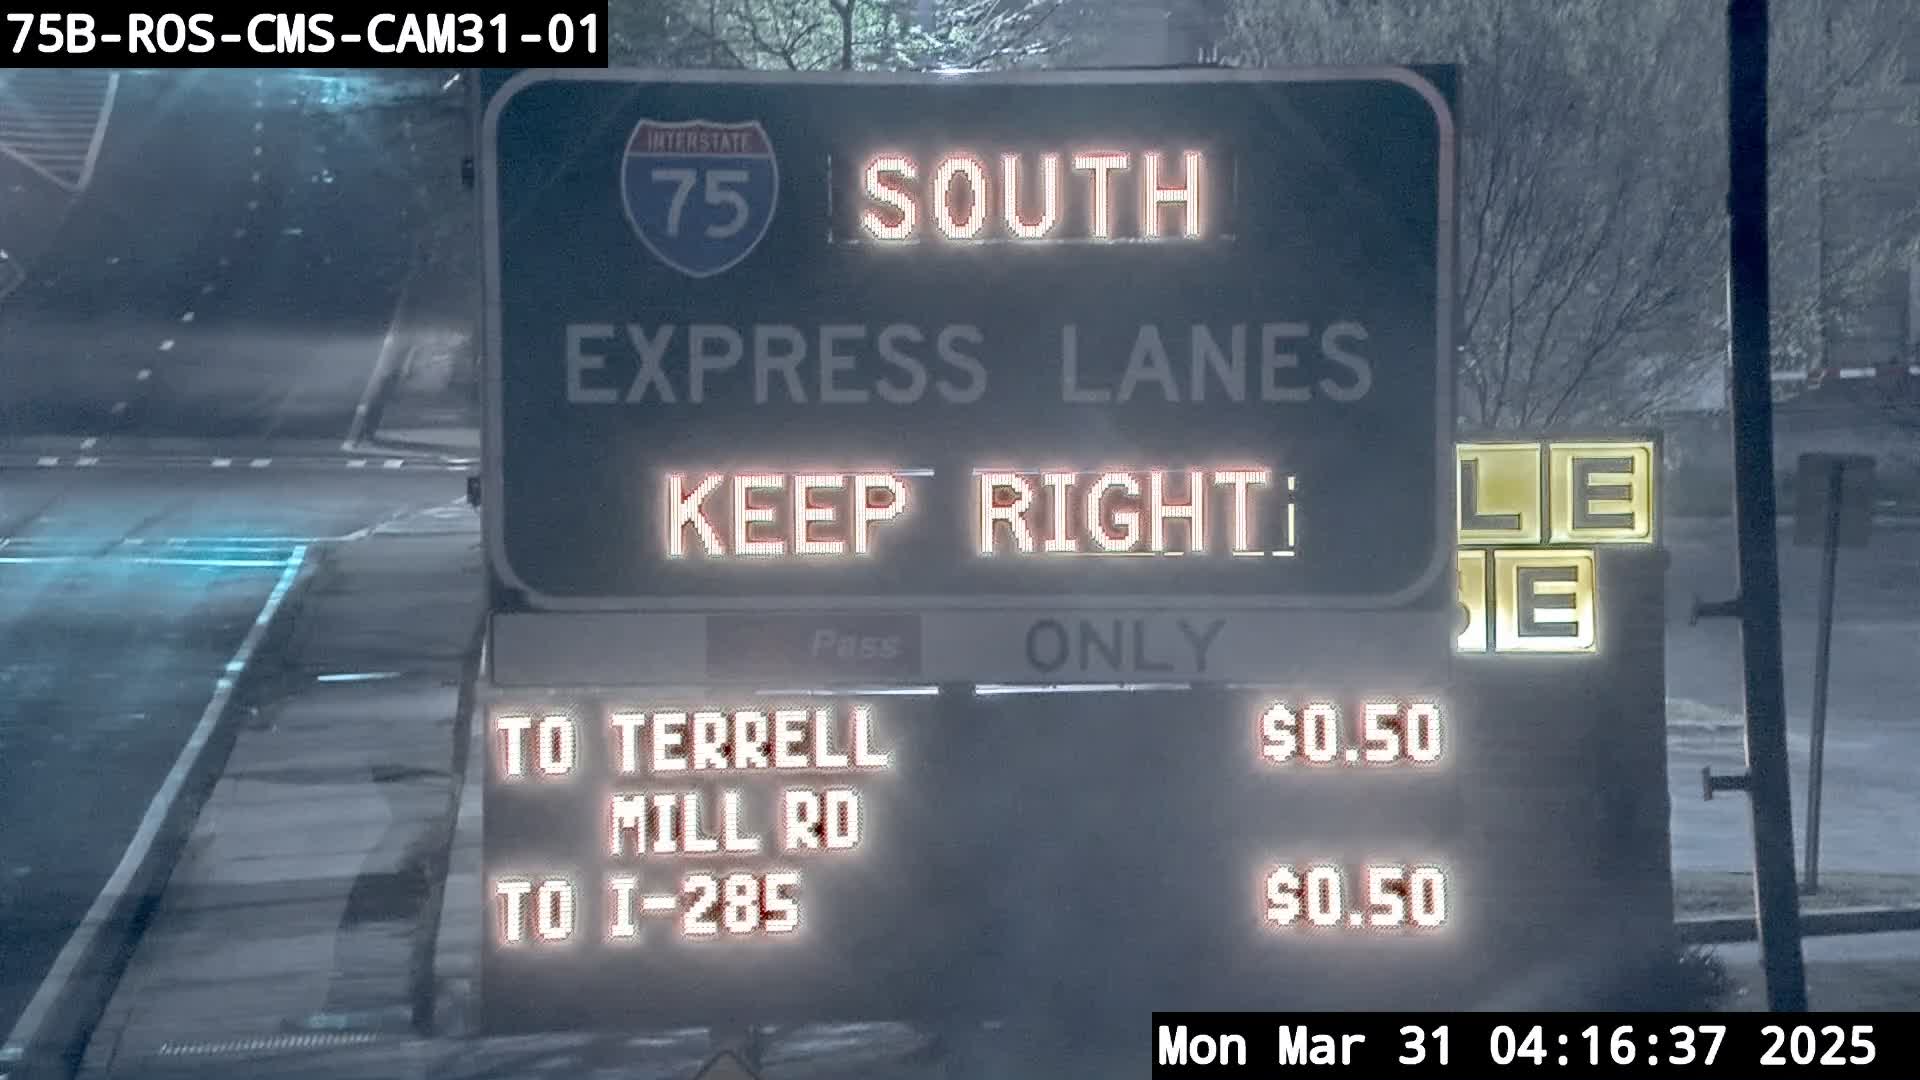 75B-ROS-CMS-CAM31-01
INTERSTATE
75
SOUTH
EXPRESS LANES
KEEP RIGHT
Pass ONLY
TO TERRELL $0.50
MILL RD
TO I-285 $0.50
LE
E
Mon Mar 31 04:16:37 2025